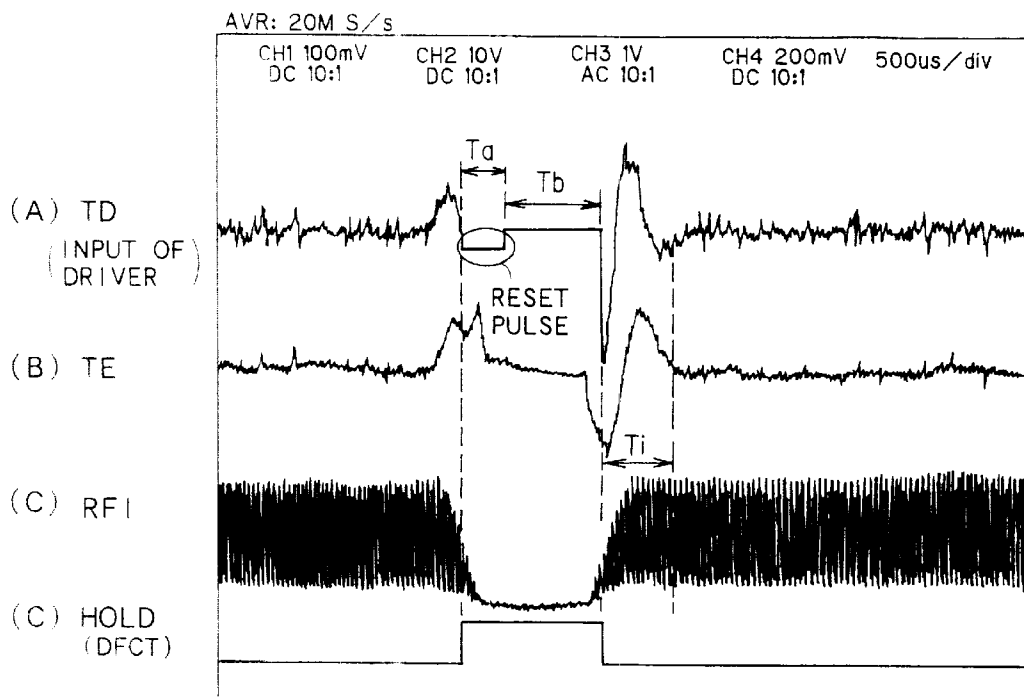 AVR: 20M S/s
CH1 100mV
DC 10:1
CH2 10V
DC 10:1
CH3 1V
AC 10:1
CH4 200mV
DC 10:1
500us/div
Ta
Tb
(A) TD
(INPUT OF
DRIVER)
RESET
PULSE
(B) TE
Ti
(C) RFI
(C) HOLD
(DFCT)